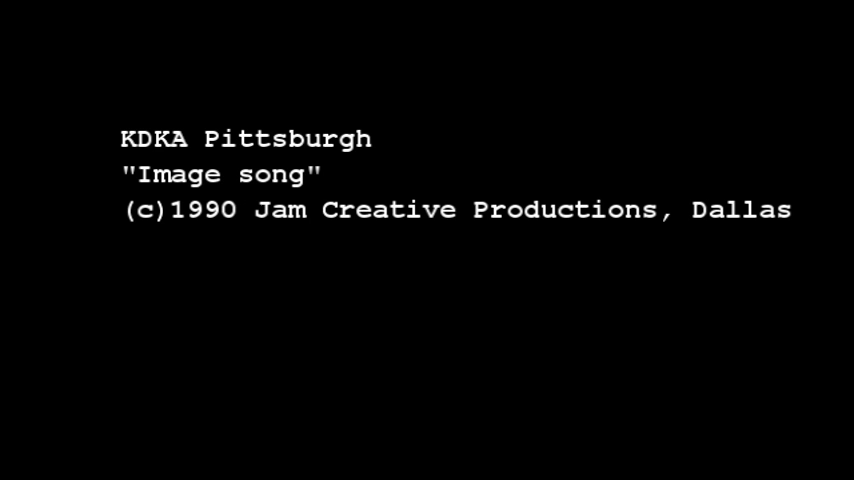 KDKA Pittsburgh
"Image song"
(c)1990 Jam Creative Productions, Dallas